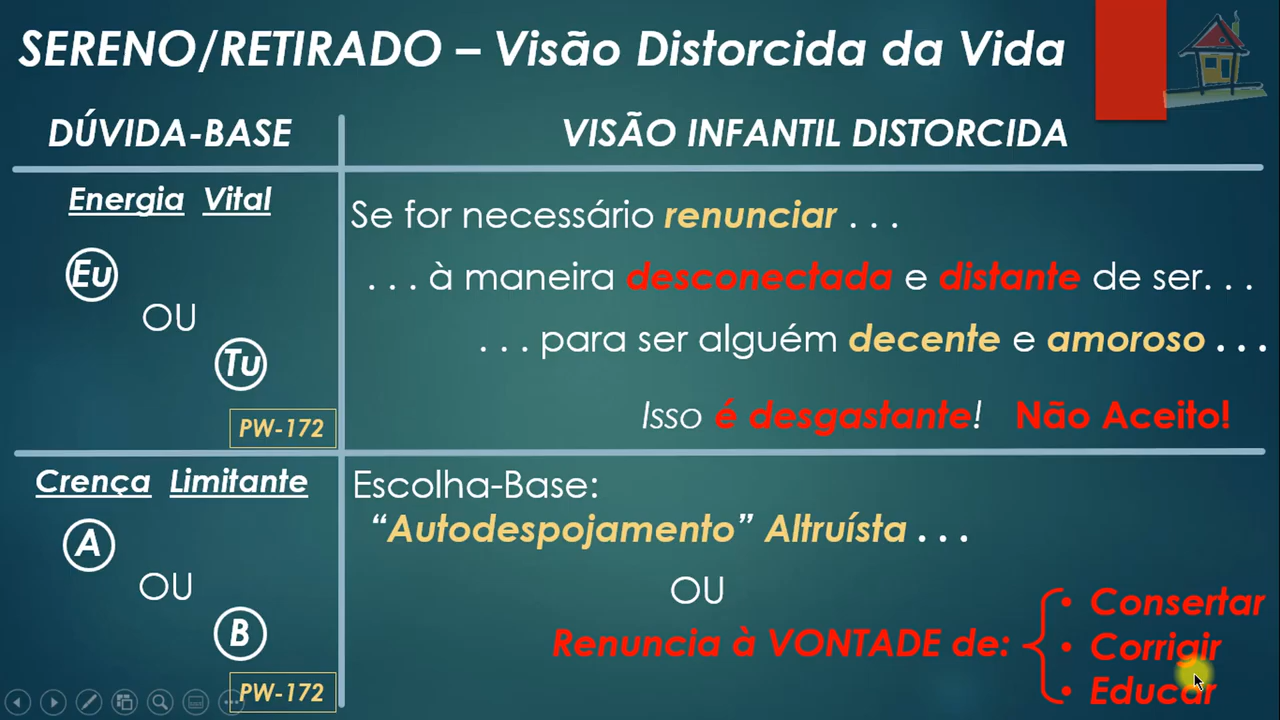 SERENO/RETIRADO – Visão Distorcida da Vida
DÚVIDA-BASE
VISÃO INFANTIL DISTORCIDA
Energia Vital
Eu
OU
Tu
PW-172
Se for necessário renunciar . . .
. . . à maneira desconectada e distante de ser. . .
. . . para ser alguém decente e amoroso . . .
Isso é desgastante! Não Aceito!
Crença Limitante
A
OU
B
PW-172
Escolha-Base:
“Autodespojamento” Altruísta . . .
OU
Renuncia à VONTADE de:
• Consertar
• Corrigir
• Educar